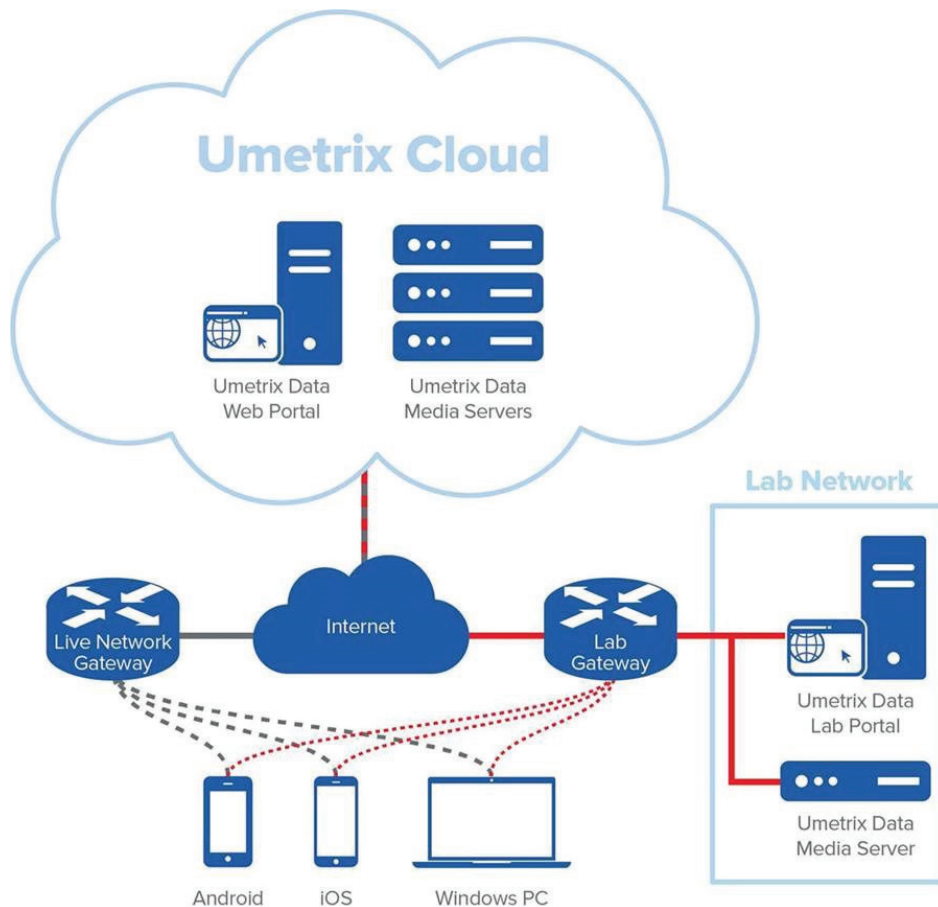 Umetrix Cloud
Umetrix Data
Web Portal
Umetrix Data
Media Servers
Lab Network
Live Network
Gateway
Internet
Lab
Gateway
Umetrix Data
Lab Portal
Umetrix Data
Media Server
Android
iOS
Windows PC